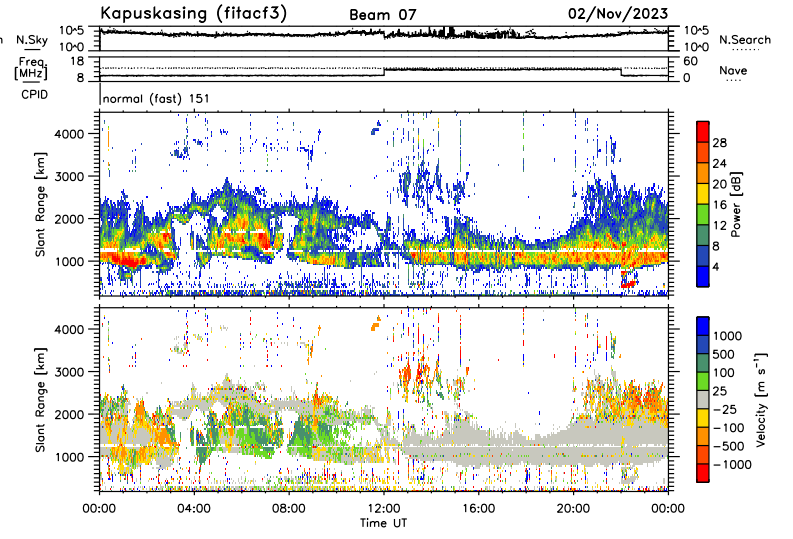 Kapuskasing (fitacf3) Beam 07 02/Nov/2023
N.Sky 10^5 10^5 N.Search
10^0 10^0
Freq. 18 60
[MHz] 8 0 Nave
CPID normal (fast) 151
4000
3000
2000
1000
Slant Range [km]
28
24
20
16
12
8
4
Power [dB]
4000
3000
2000
1000
Slant Range [km]
1000
500
100
25
-25
-100
-500
-1000
Velocity [m s⁻¹]
00:00 04:00 08:00 12:00 16:00 20:00 00:00
Time UT